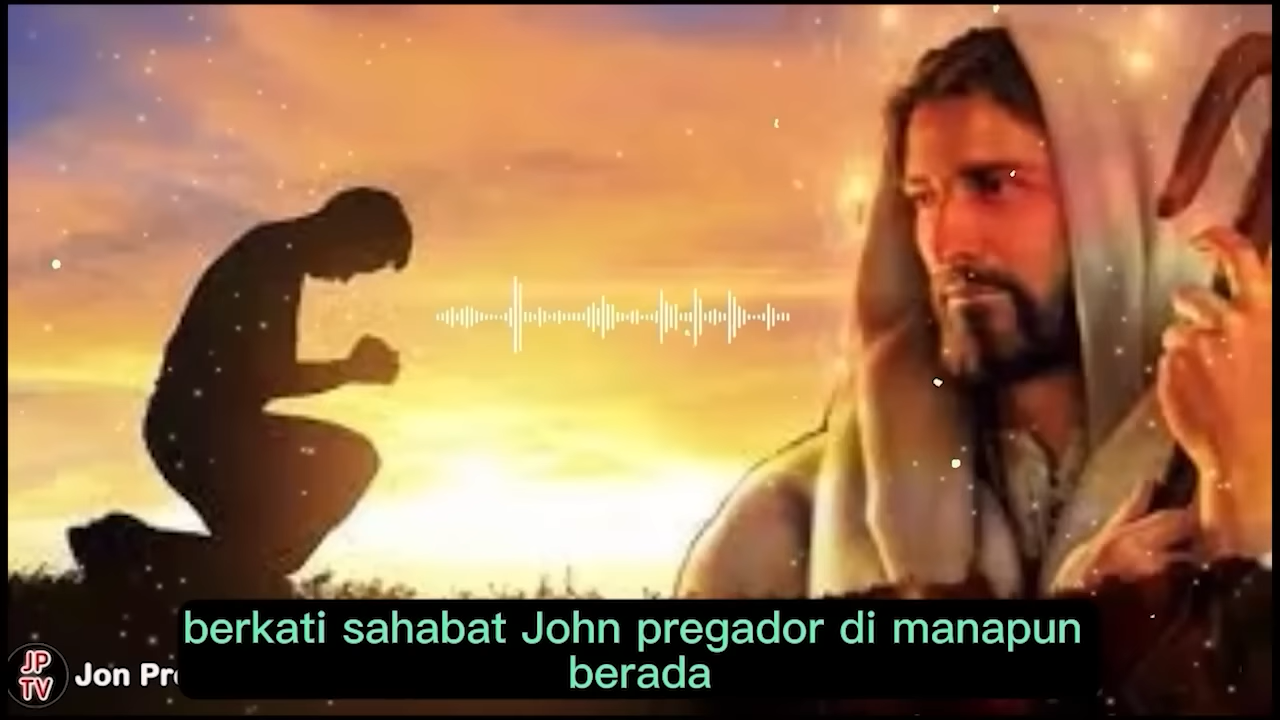 berkati sahabat John pregador di manapun
berada
JP
TV
Jon Pr